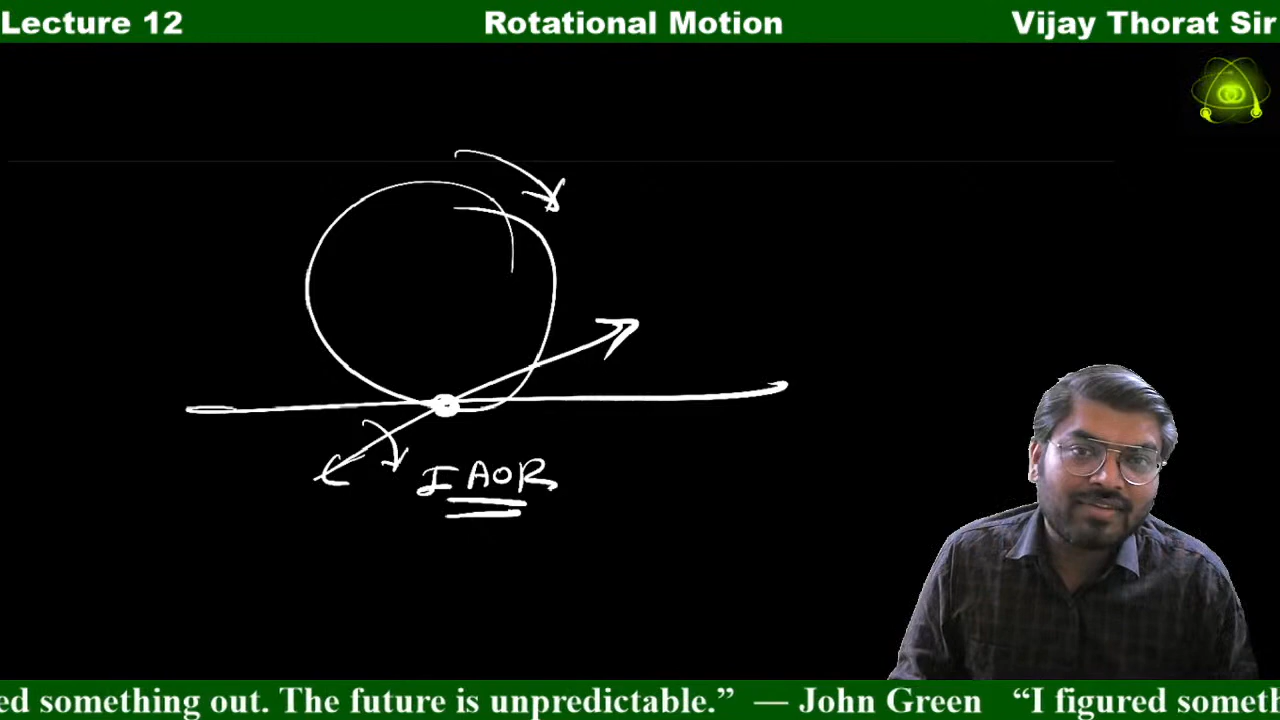 Lecture 12 Rotational Motion Vijay Thorat Sir
IAOR
ed something out. The future is unpredictable.” — John Green “I figured someth